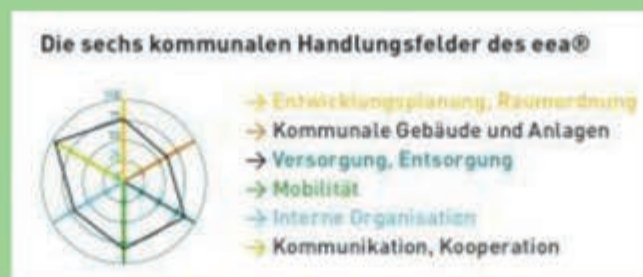 Die sechs kommunalen Handlungsfelder des eea®
→ Entwicklungsplanung, Raumordnung
→ Kommunale Gebäude und Anlagen
→ Versorgung, Entsorgung
→ Mobilität
→ Interne Organisation
→ Kommunikation, Kooperation